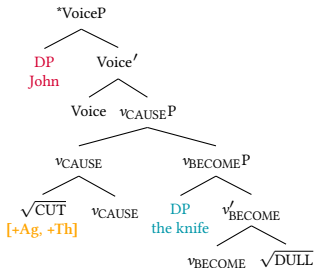 *VoiceP
DP Voice′
John
Voice vCAUSEP
vCAUSE vBECOMEP
√CUT vCAUSE DP v′BECOME
[+Ag, +Th] the knife
vBECOME √DULL